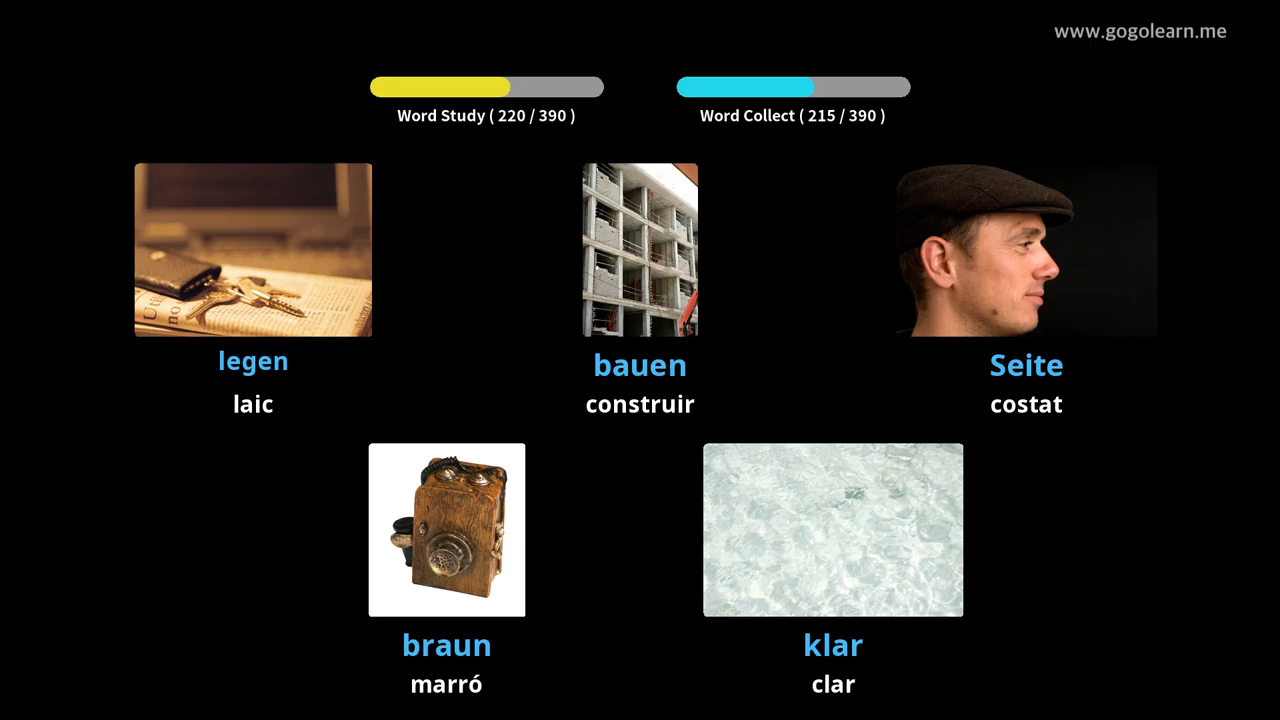 www.gogolearn.me
Word Study ( 220 / 390 )
Word Collect ( 215 / 390 )
legen
bauen
Seite
laic
construir
costat
braun
klar
marró
clar